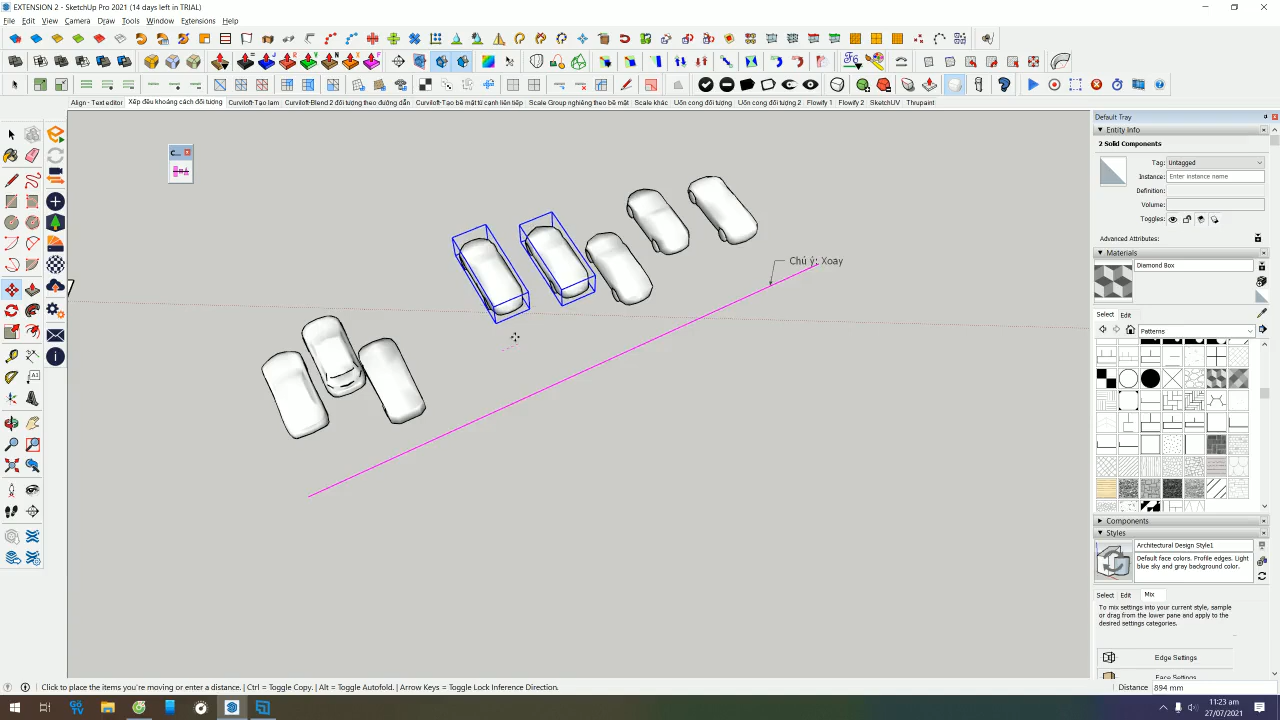 EXTENSION 2 - SketchUp Pro 2021 (14 days left in TRIAL)
File Edit View Camera Draw Tools Window Extensions Help
Align - Text editor
Xếp đều khoảng cách đối tượng
Curviloft-Tạo lam
Curviloft-Blend 2 đối tượng theo đường dẫn
Curviloft-Tạo bề mặt từ cạnh liên tiếp
Scale Group nghiêng theo bề mặt
Scale khác
Uốn cong đối tượng
Uốn cong đối tượng 2
Flowify 1
Flowify 2
SketchUV
Thrupaint
C...
Chú ý: Xoay
Default Tray
Entity Info
2 Solid Components
Tag: Untagged
Instance: Enter instance name
Definition:
Volume:
Toggles:
Advanced Attributes:
Materials
Diamond Box
Select Edit
Patterns
Components
Styles
Architectural Design Style1
Default face colors. Profile edges. Light
blue sky and gray background color.
Select Edit Mix
To mix settings into your current style, sample
or drag from the lower pane and apply to the
desired settings categories.
Edge Settings
Face Settings
Click to place the items you're moving or enter a distance. | Ctrl = Toggle Copy. | Alt = Toggle Autofold. | Arrow Keys = Toggle Lock Inference Direction.
Distance 894 mm
11:23 am
27/07/2021